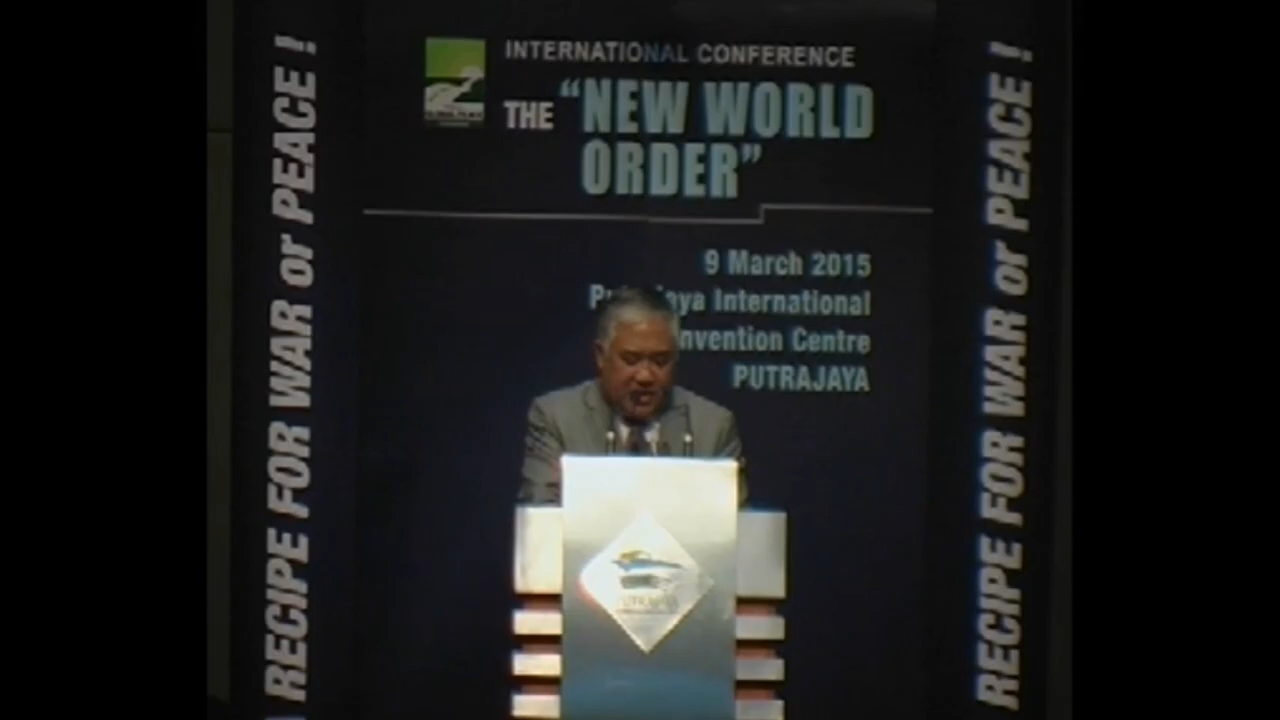 INTERNATIONAL CONFERENCE
THE "NEW WORLD
ORDER"
9 March 2015
International
Centre
PUTRAJAYA
RECIPE FOR WAR or PEACE !
RECIPE FOR WAR or PEACE !